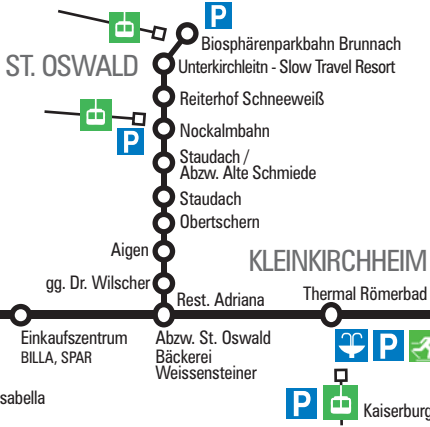 P
Biosphärenparkbahn Brunnach
ST. OSWALD
Unterkirchleitn - Slow Travel Resort
Reiterhof Schneeweiß
Nockalmbahn
P
Staudach /
Abzw. Alte Schmiede
Staudach
Obertschern
Aigen
KLEINKIRCHHEIM
gg. Dr. Wilscher
Rest. Adriana
Thermal Römerbad
Einkaufszentrum
BILLA, SPAR
Abzw. St. Oswald
Bäckerei
Weissensteiner
P
sabella
P
Kaiserburg